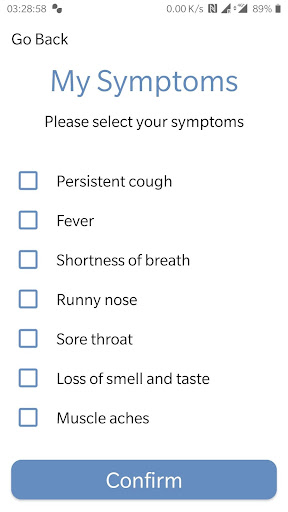 03:28:58 0.00 K/s 89%
Go Back
My Symptoms
Please select your symptoms
Persistent cough
Fever
Shortness of breath
Runny nose
Sore throat
Loss of smell and taste
Muscle aches
Confirm